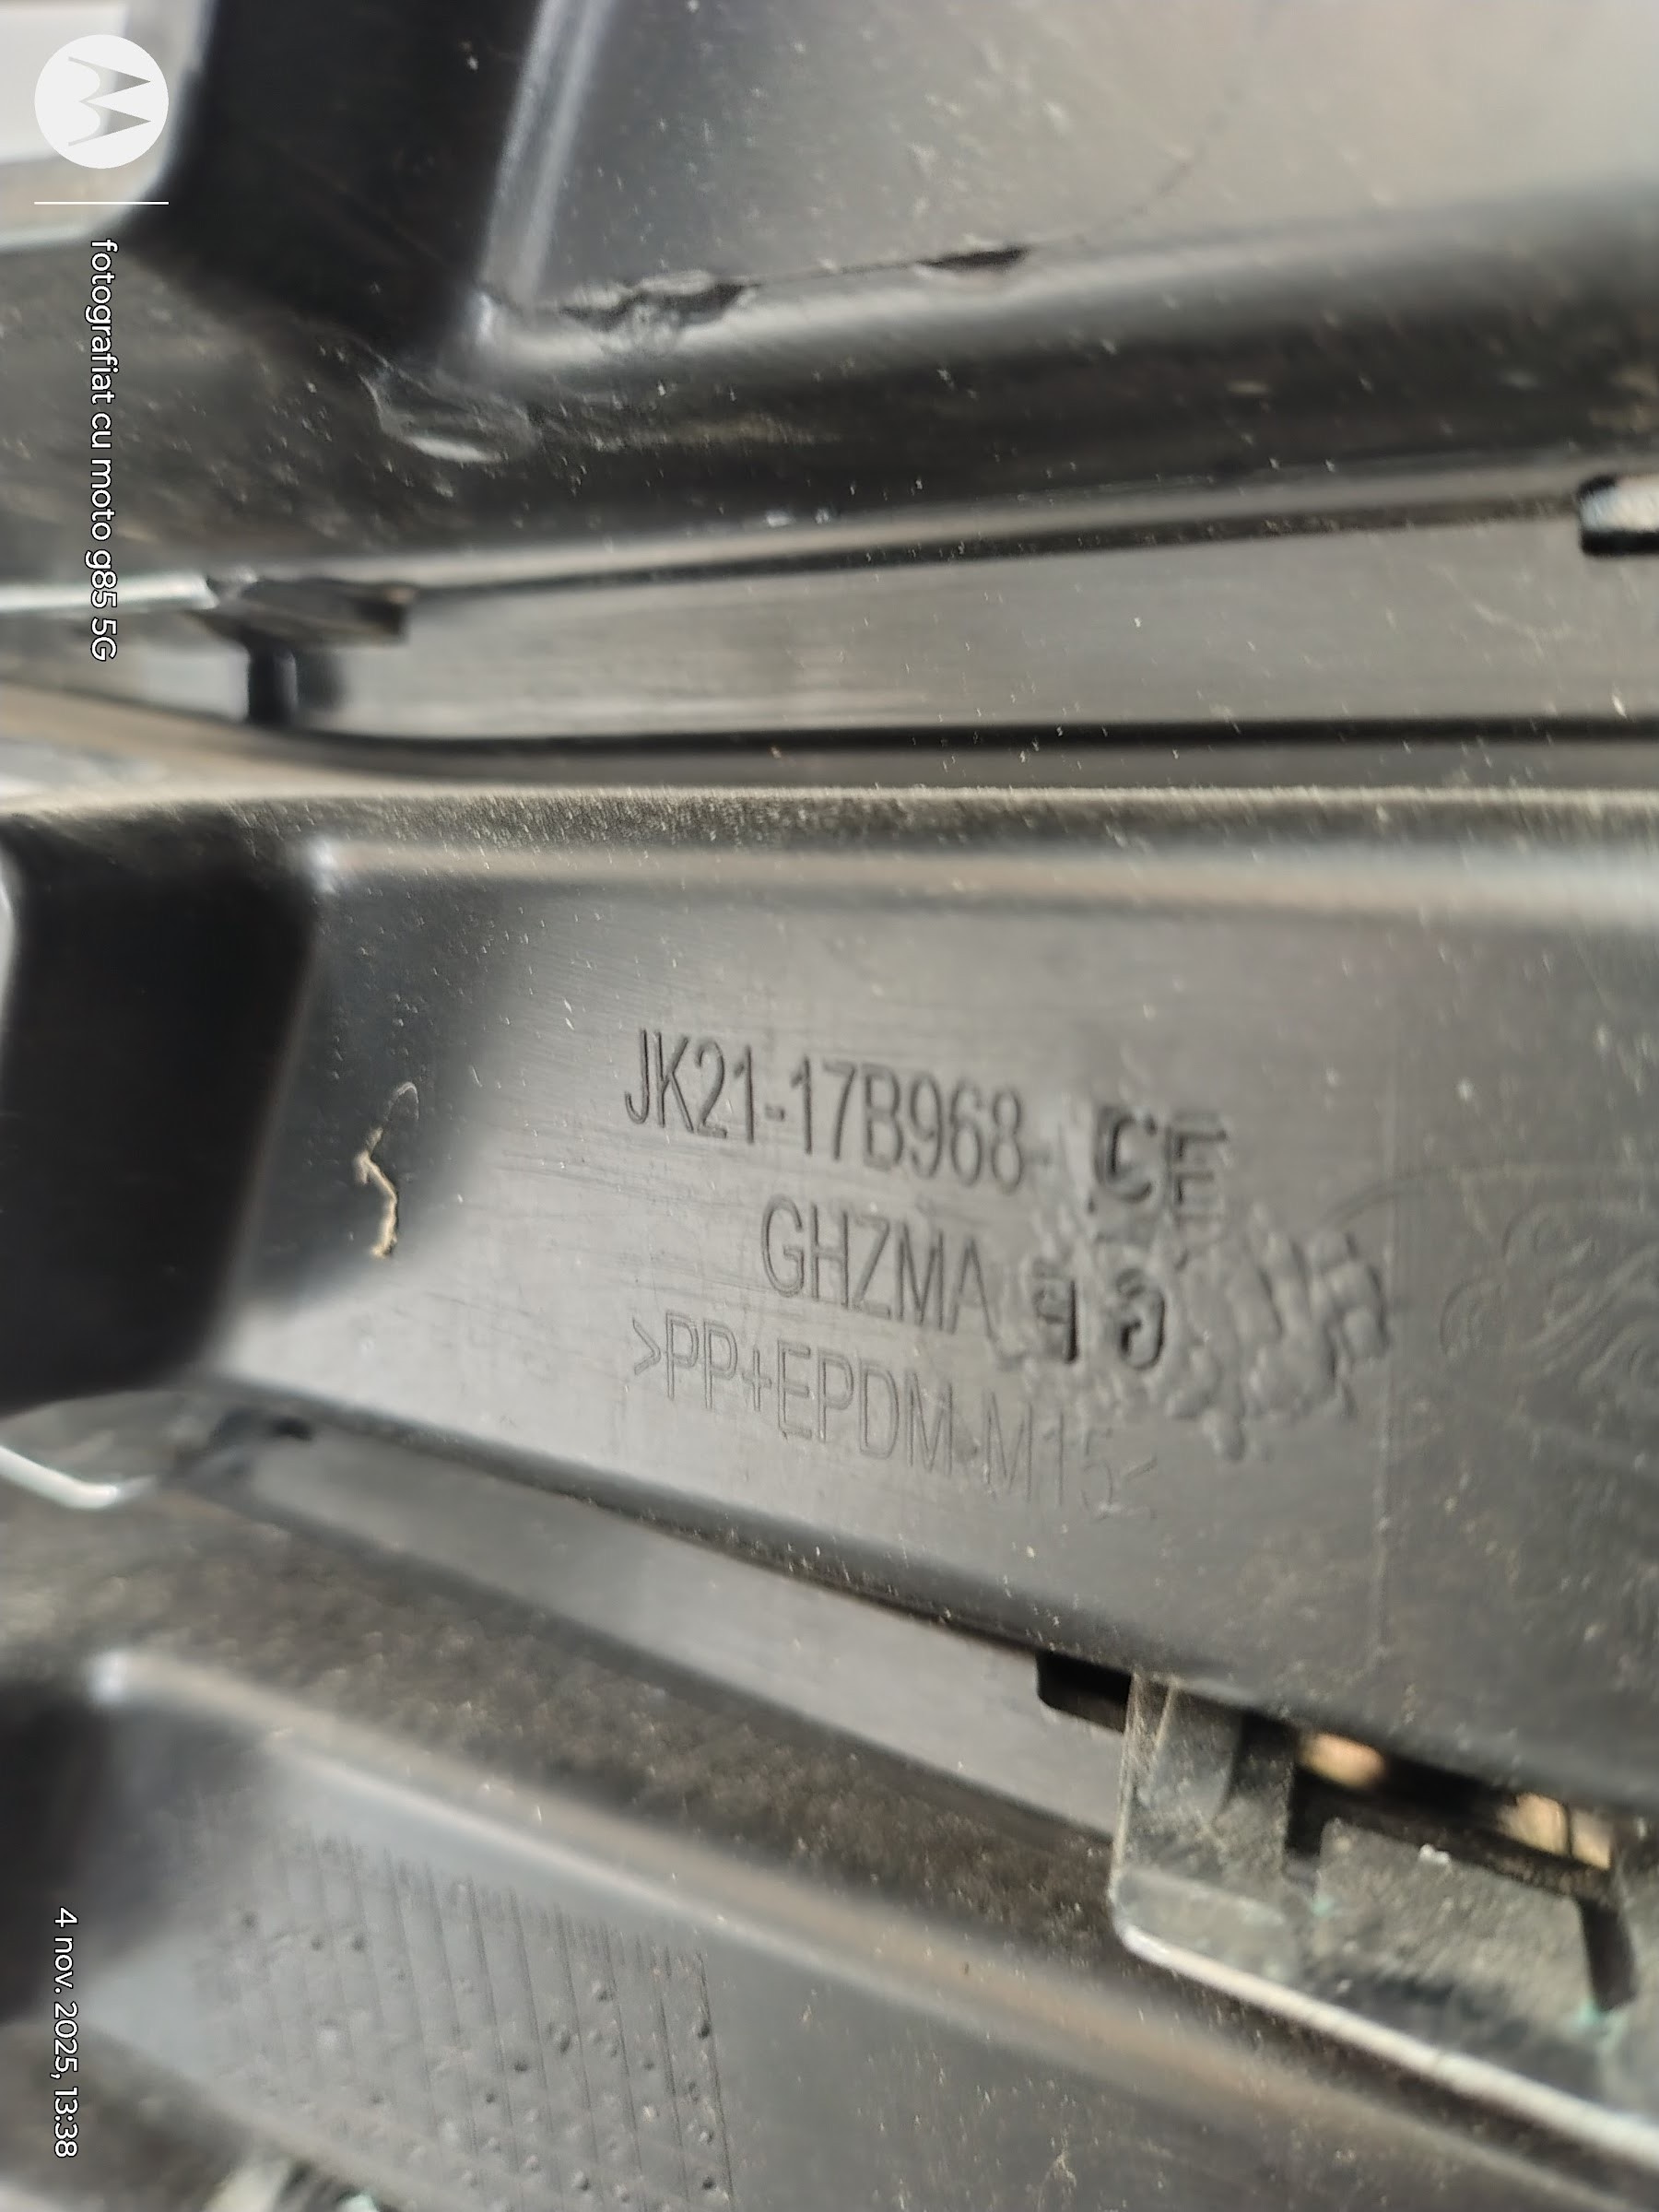 JK21-17B968- CE
GHZMA
>PP+EPDM-M15<
fotografiat cu moto g85 5G
4 nov. 2025, 13:38